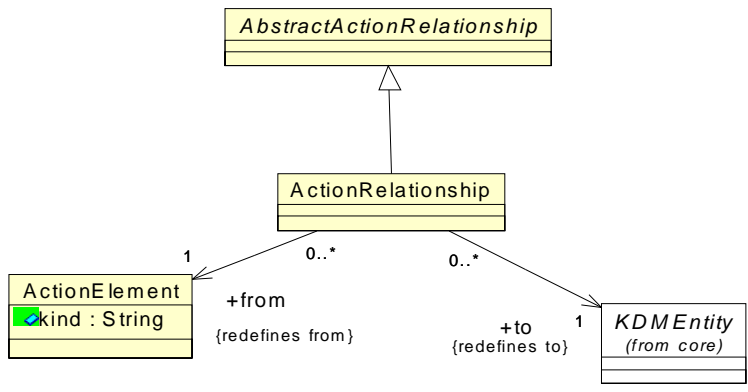 AbstractActionRelationship
ActionRelationship
0..*
0..*
1
ActionElement
kind : String
+from
{redefines from}
+to
{redefines to}
1
KDMEntity
(from core)